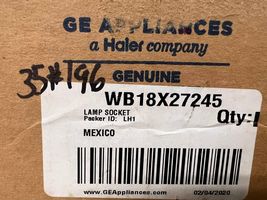 GE APPLIANCES
a Haier company
35#T96
GENUINE
WB18X27245
LAMP SOCKET
Packer ID: LH1
Qty:
MEXICO
www.GEAppliances.com
02/04/2020